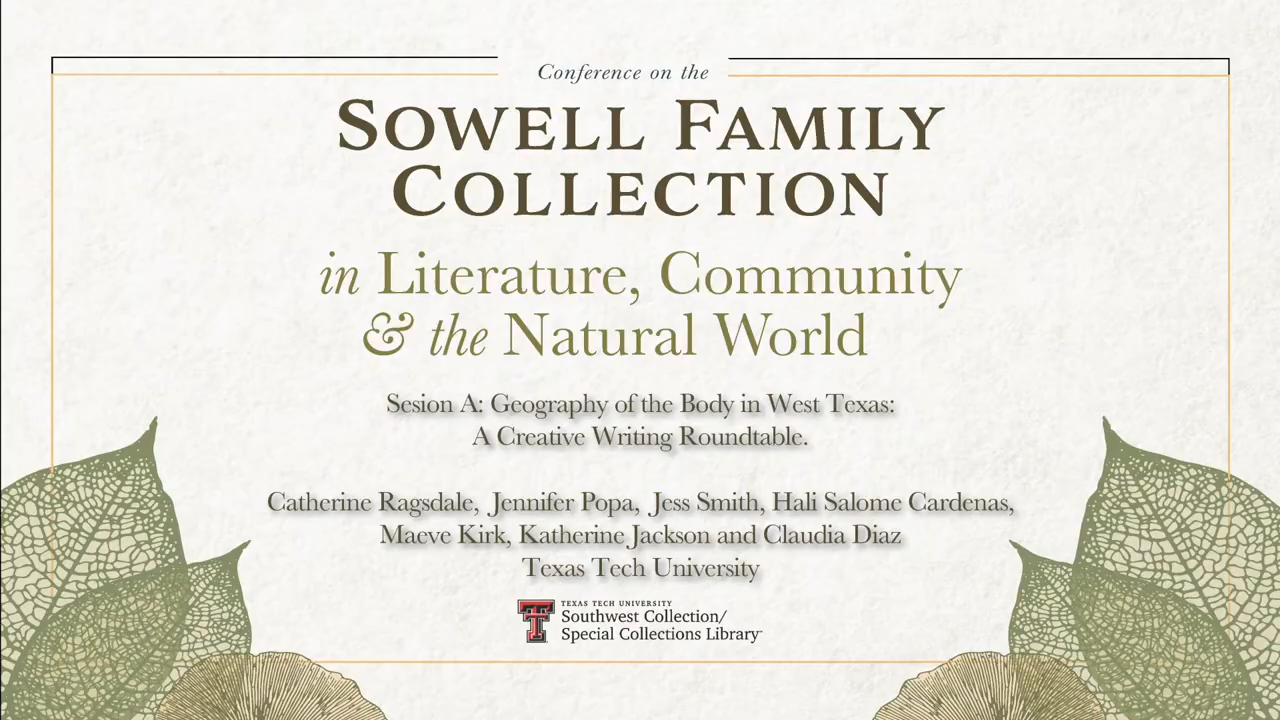 Conference on the
SOWELL FAMILY
COLLECTION
in Literature, Community
& the Natural World
Sesion A: Geography of the Body in West Texas:
A Creative Writing Roundtable.
Catherine Ragsdale, Jennifer Popa, Jess Smith, Hali Salome Cardenas,
Maeve Kirk, Katherine Jackson and Claudia Diaz
Texas Tech University
TEXAS TECH UNIVERSITY
Southwest Collection/
Special Collections Library